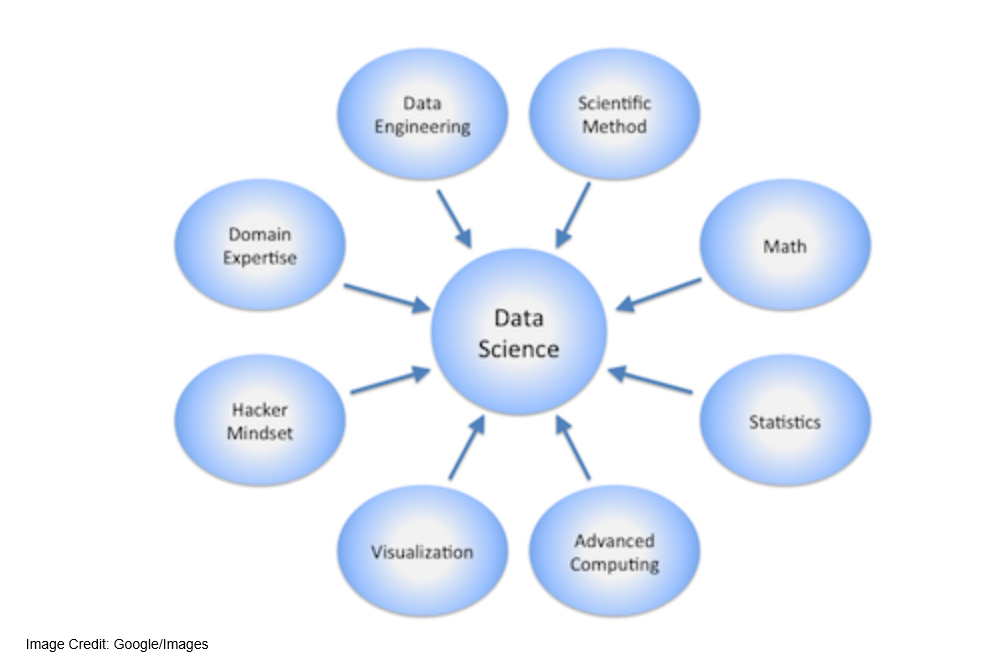 Data
Engineering
Scientific
Method
Domain
Expertise
Math
Data
Science
Hacker
Mindset
Statistics
Visualization
Advanced
Computing
Image Credit: Google/Images